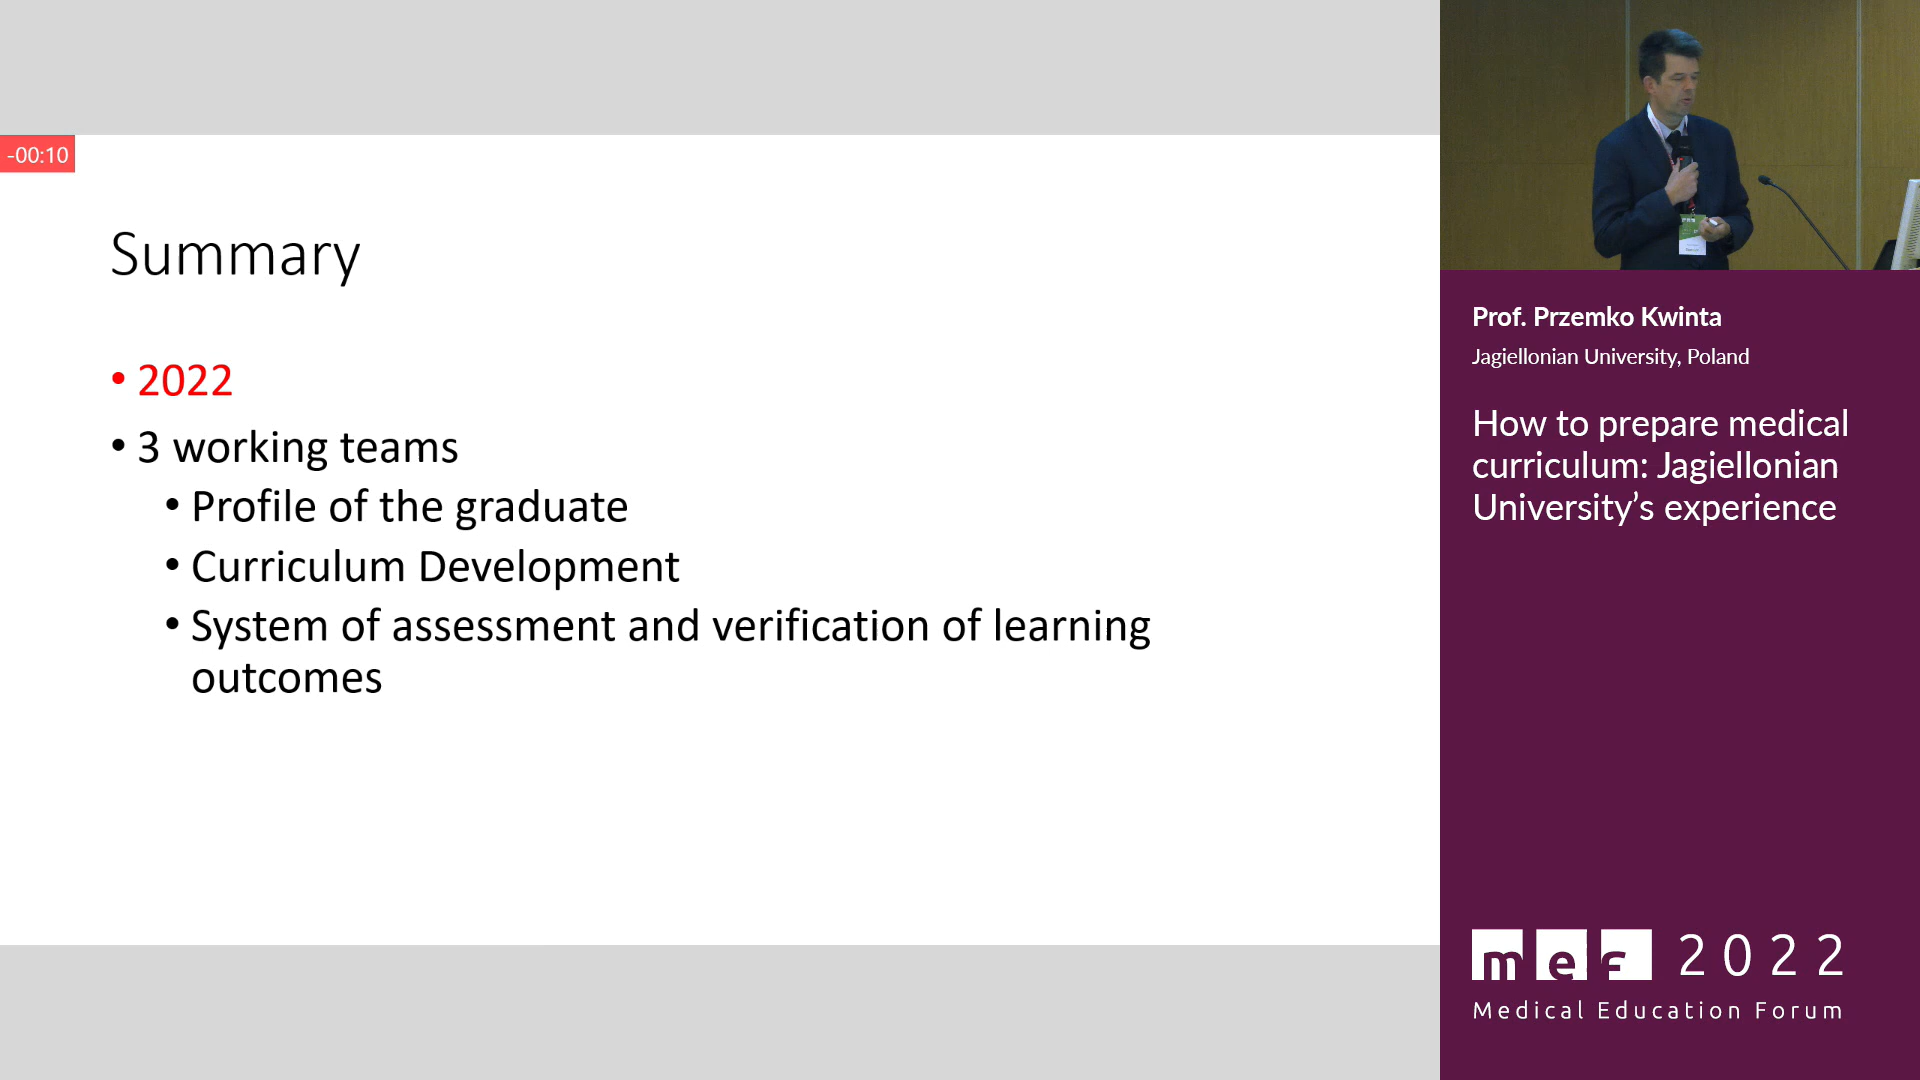 -00:10
Summary
• 2022
• 3 working teams
• Profile of the graduate
• Curriculum Development
• System of assessment and verification of learning
outcomes
Prof. Przemko Kwinta
Jagiellonian University, Poland
How to prepare medical
curriculum: Jagiellonian
University’s experience
mef 2022
Medical Education Forum